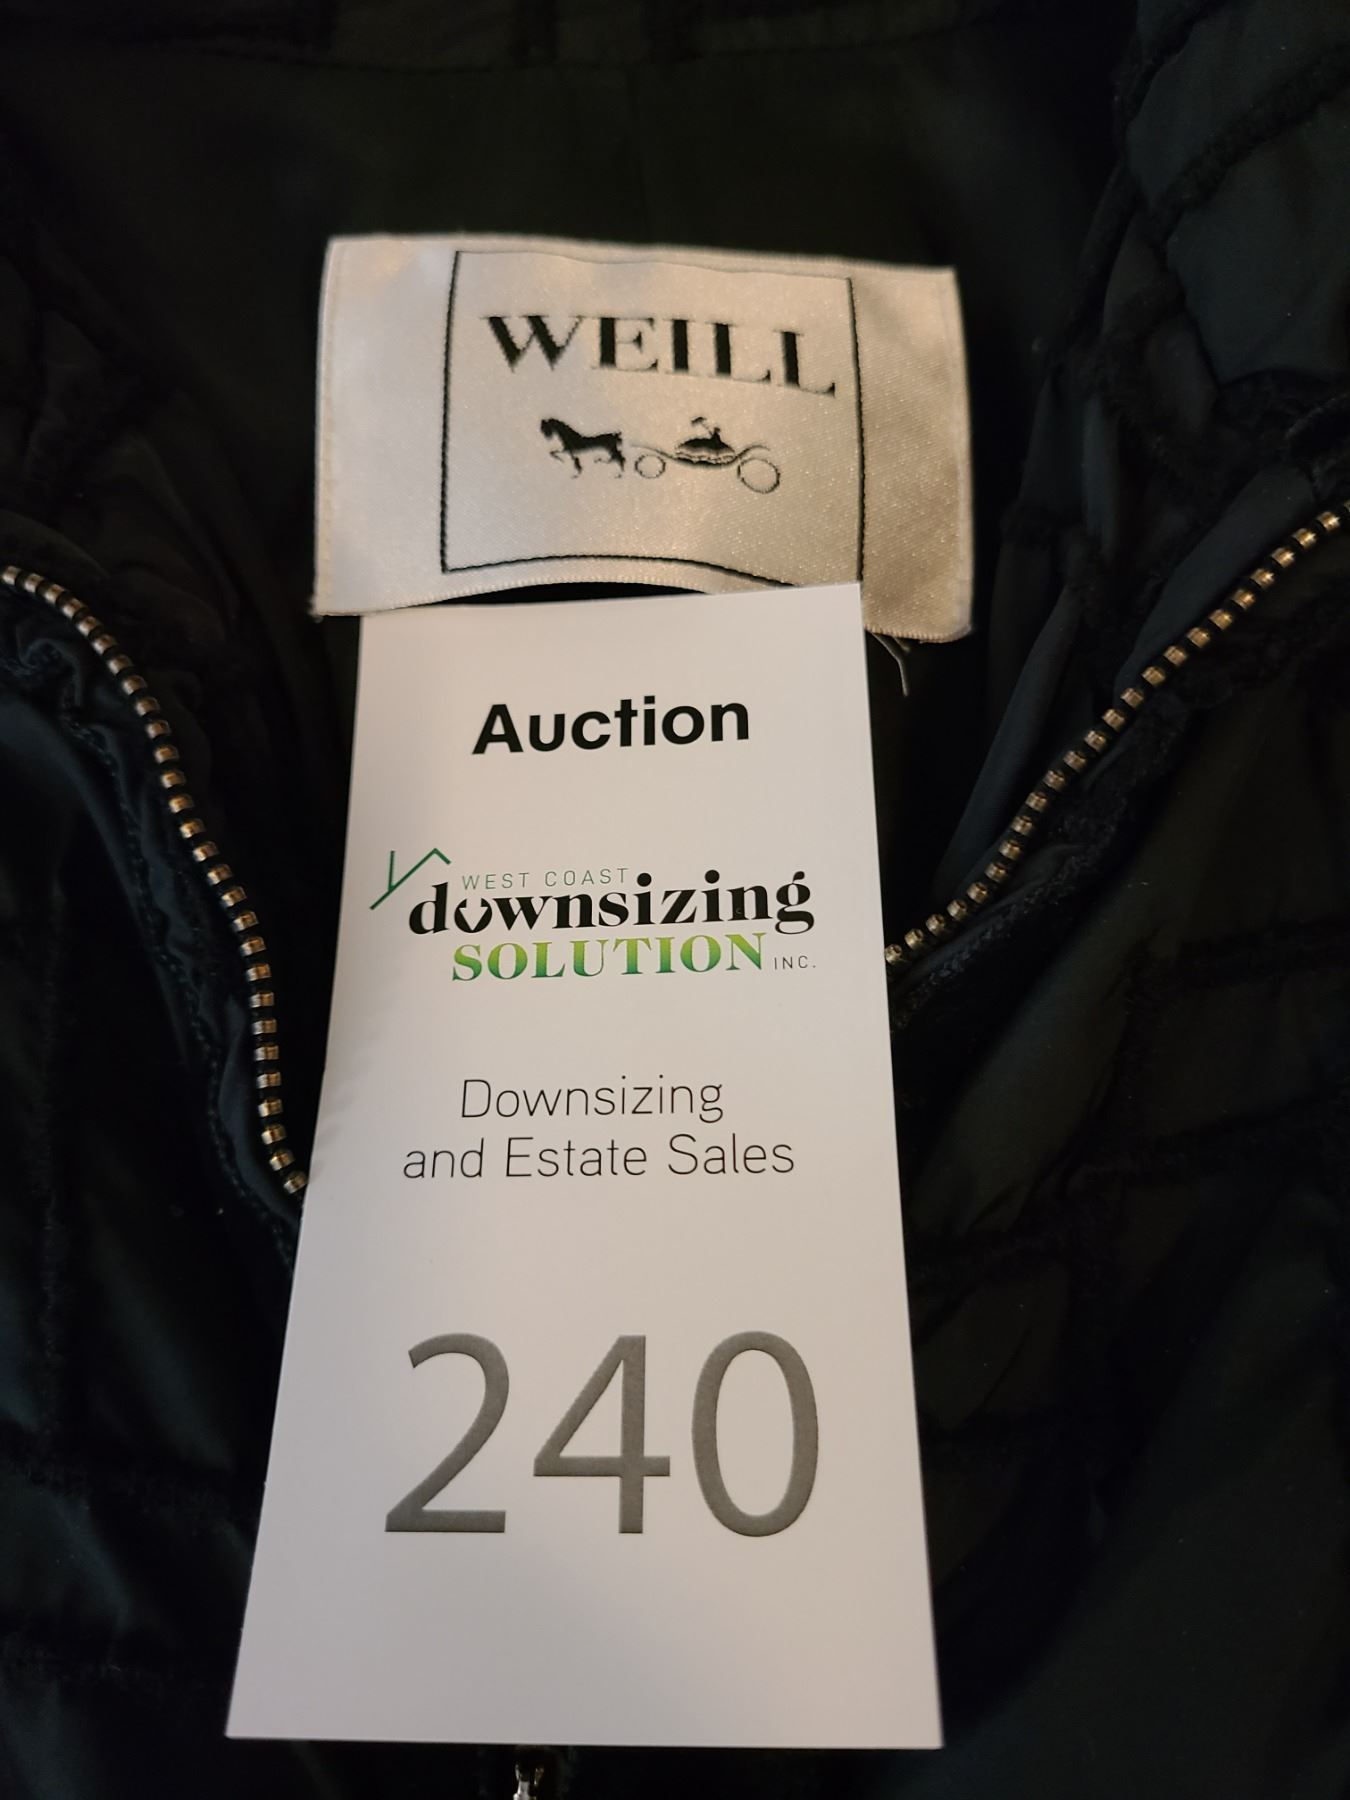 WEILL
Auction
WEST COAST
downsizing
SOLUTION INC.
Downsizing
and Estate Sales
240